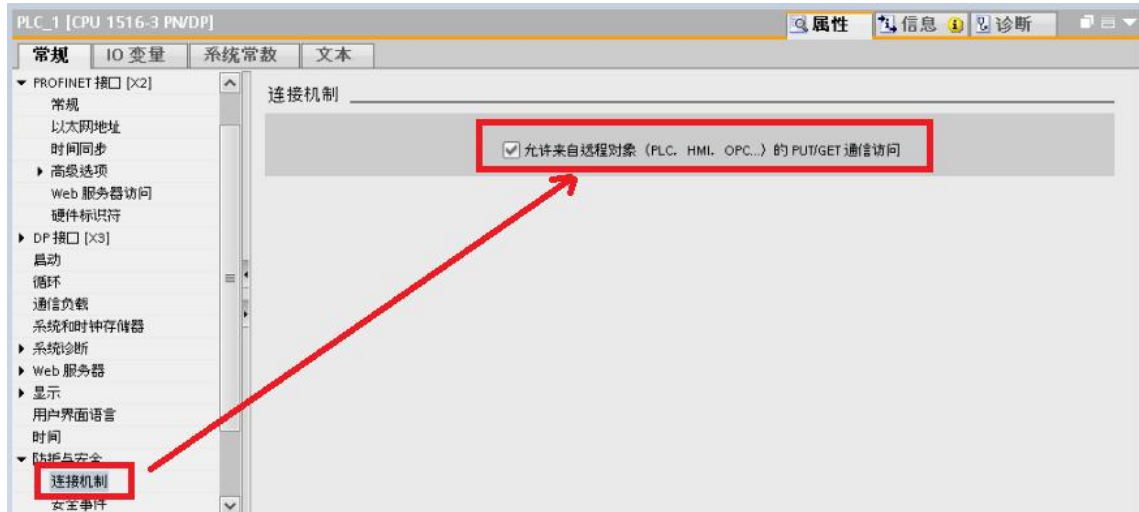 PLC_1 [CPU 1516-3 PN/DP]
属性 信息 诊断
常规 IO 变量 系统常数 文本
PROFINET 接口 [X2]
常规
以太网地址
时间同步
高级选项
Web 服务器访问
硬件标识符
DP 接口 [X3]
启动
循环
通信负载
系统和时钟存储器
系统诊断
Web 服务器
显示
用户界面语言
时间
防护与安全
连接机制
安全事件
连接机制
允许来自远程对象（PLC、HMI、OPC...）的 PUT/GET 通信访问